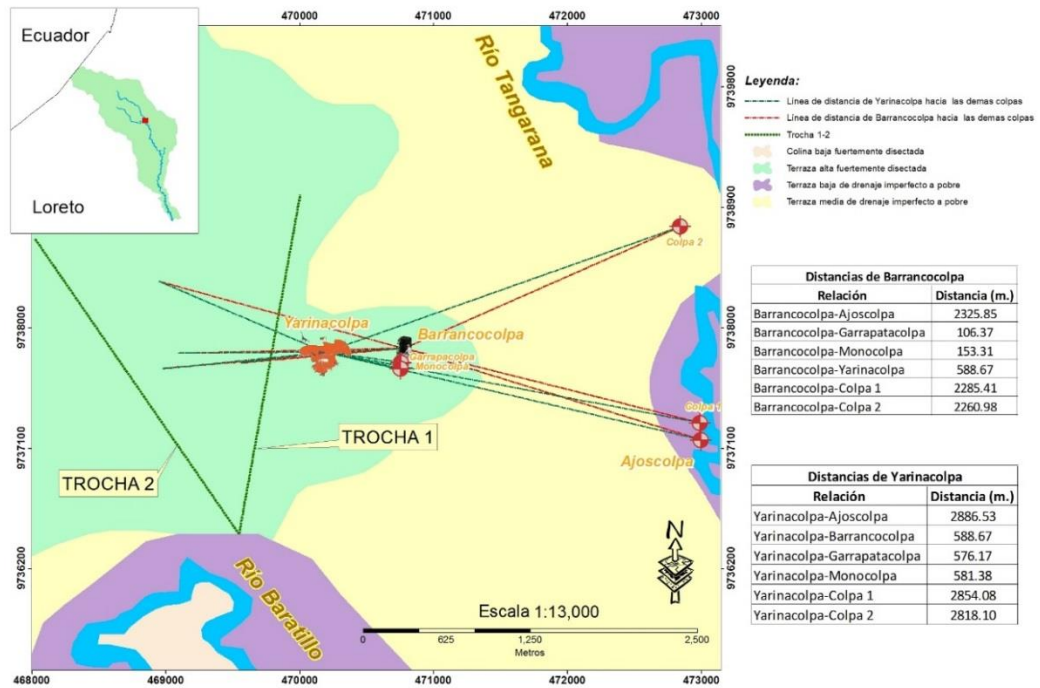 470000 471000 472000 473000
Ecuador
Loreto
Río Tangarana
9739800
9738900
9738000
9737100
9736200
9738000
9737100
9736200
Colpa 2
Yarinacolpa
Barrancocolpa
Garrapacolpa
Monocolpa
Colpa 1
Ajoscolpa
TROCHA 1
TROCHA 2
Río Baratillo
N
Escala 1:13,000
0 625 1,250 2,500
Metros
468000 469000 470000 471000 472000 473000
Leyenda:
Línea de distancia de Yarinacolpa hacia las demas colpas
Línea de distancia de Barrancocolpa hacia las demas colpas
Trocha 1-2
Colina baja fuertemente disectada
Terraza alta fuertemente disectada
Terraza baja de drenaje imperfecto a pobre
Terraza media de drenaje imperfecto a pobre
Distancias de Barrancocolpa
Relación Distancia (m.)
Barrancocolpa-Ajoscolpa 2325.85
Barrancocolpa-Garrapatacolpa 106.37
Barrancocolpa-Monocolpa 153.31
Barrancocolpa-Yarinacolpa 588.67
Barrancocolpa-Colpa 1 2285.41
Barrancocolpa-Colpa 2 2260.98
Distancias de Yarinacolpa
Relación Distancia (m.)
Yarinacolpa-Ajoscolpa 2886.53
Yarinacolpa-Barrancocolpa 588.67
Yarinacolpa-Garrapatacolpa 576.17
Yarinacolpa-Monocolpa 581.38
Yarinacolpa-Colpa 1 2854.08
Yarinacolpa-Colpa 2 2818.10